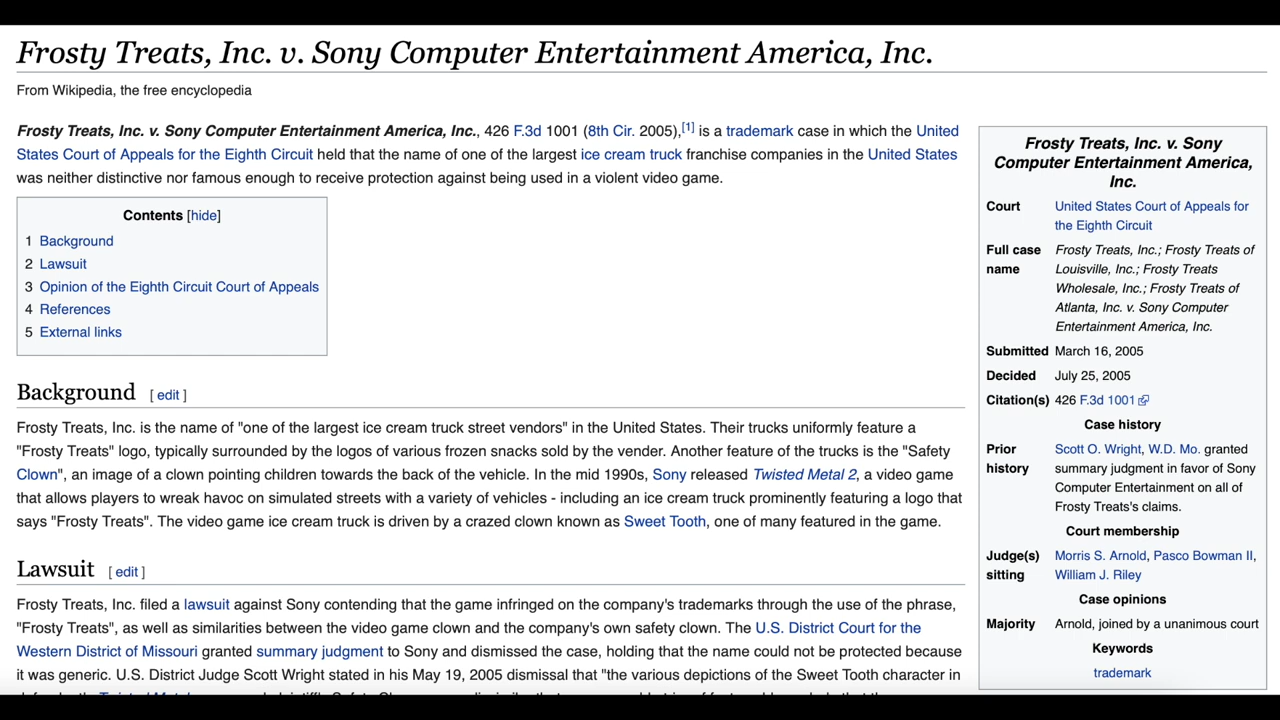 Frosty Treats, Inc. v. Sony Computer Entertainment America, Inc.
From Wikipedia, the free encyclopedia
Frosty Treats, Inc. v. Sony Computer Entertainment America, Inc., 426 F.3d 1001 (8th Cir. 2005),[1] is a trademark case in which the United
States Court of Appeals for the Eighth Circuit held that the name of one of the largest ice cream truck franchise companies in the United States
was neither distinctive nor famous enough to receive protection against being used in a violent video game.
Contents [hide]
1 Background
2 Lawsuit
3 Opinion of the Eighth Circuit Court of Appeals
4 References
5 External links
Background [ edit ]
Frosty Treats, Inc. is the name of "one of the largest ice cream truck street vendors" in the United States. Their trucks uniformly feature a
"Frosty Treats" logo, typically surrounded by the logos of various frozen snacks sold by the vender. Another feature of the trucks is the "Safety
Clown", an image of a clown pointing children towards the back of the vehicle. In the mid 1990s, Sony released Twisted Metal 2, a video game
that allows players to wreak havoc on simulated streets with a variety of vehicles - including an ice cream truck prominently featuring a logo that
says "Frosty Treats". The video game ice cream truck is driven by a crazed clown known as Sweet Tooth, one of many featured in the game.
Lawsuit [ edit ]
Frosty Treats, Inc. filed a lawsuit against Sony contending that the game infringed on the company's trademarks through the use of the phrase,
"Frosty Treats", as well as similarities between the video game clown and the company's own safety clown. The U.S. District Court for the
Western District of Missouri granted summary judgment to Sony and dismissed the case, holding that the name could not be protected because
it was generic. U.S. District Judge Scott Wright stated in his May 19, 2005 dismissal that "the various depictions of the Sweet Tooth character in
Frosty Treats, Inc. v. Sony
Computer Entertainment America,
Inc.
Court United States Court of Appeals for
the Eighth Circuit
Full case Frosty Treats, Inc.; Frosty Treats of
name Louisville, Inc.; Frosty Treats
Wholesale, Inc.; Frosty Treats of
Atlanta, Inc. v. Sony Computer
Entertainment America, Inc.
Submitted March 16, 2005
Decided July 25, 2005
Citation(s) 426 F.3d 1001
Case history
Prior Scott O. Wright, W.D. Mo. granted
history summary judgment in favor of Sony
Computer Entertainment on all of
Frosty Treats's claims.
Court membership
Judge(s) Morris S. Arnold, Pasco Bowman II,
sitting William J. Riley
Case opinions
Majority Arnold, joined by a unanimous court
Keywords
trademark